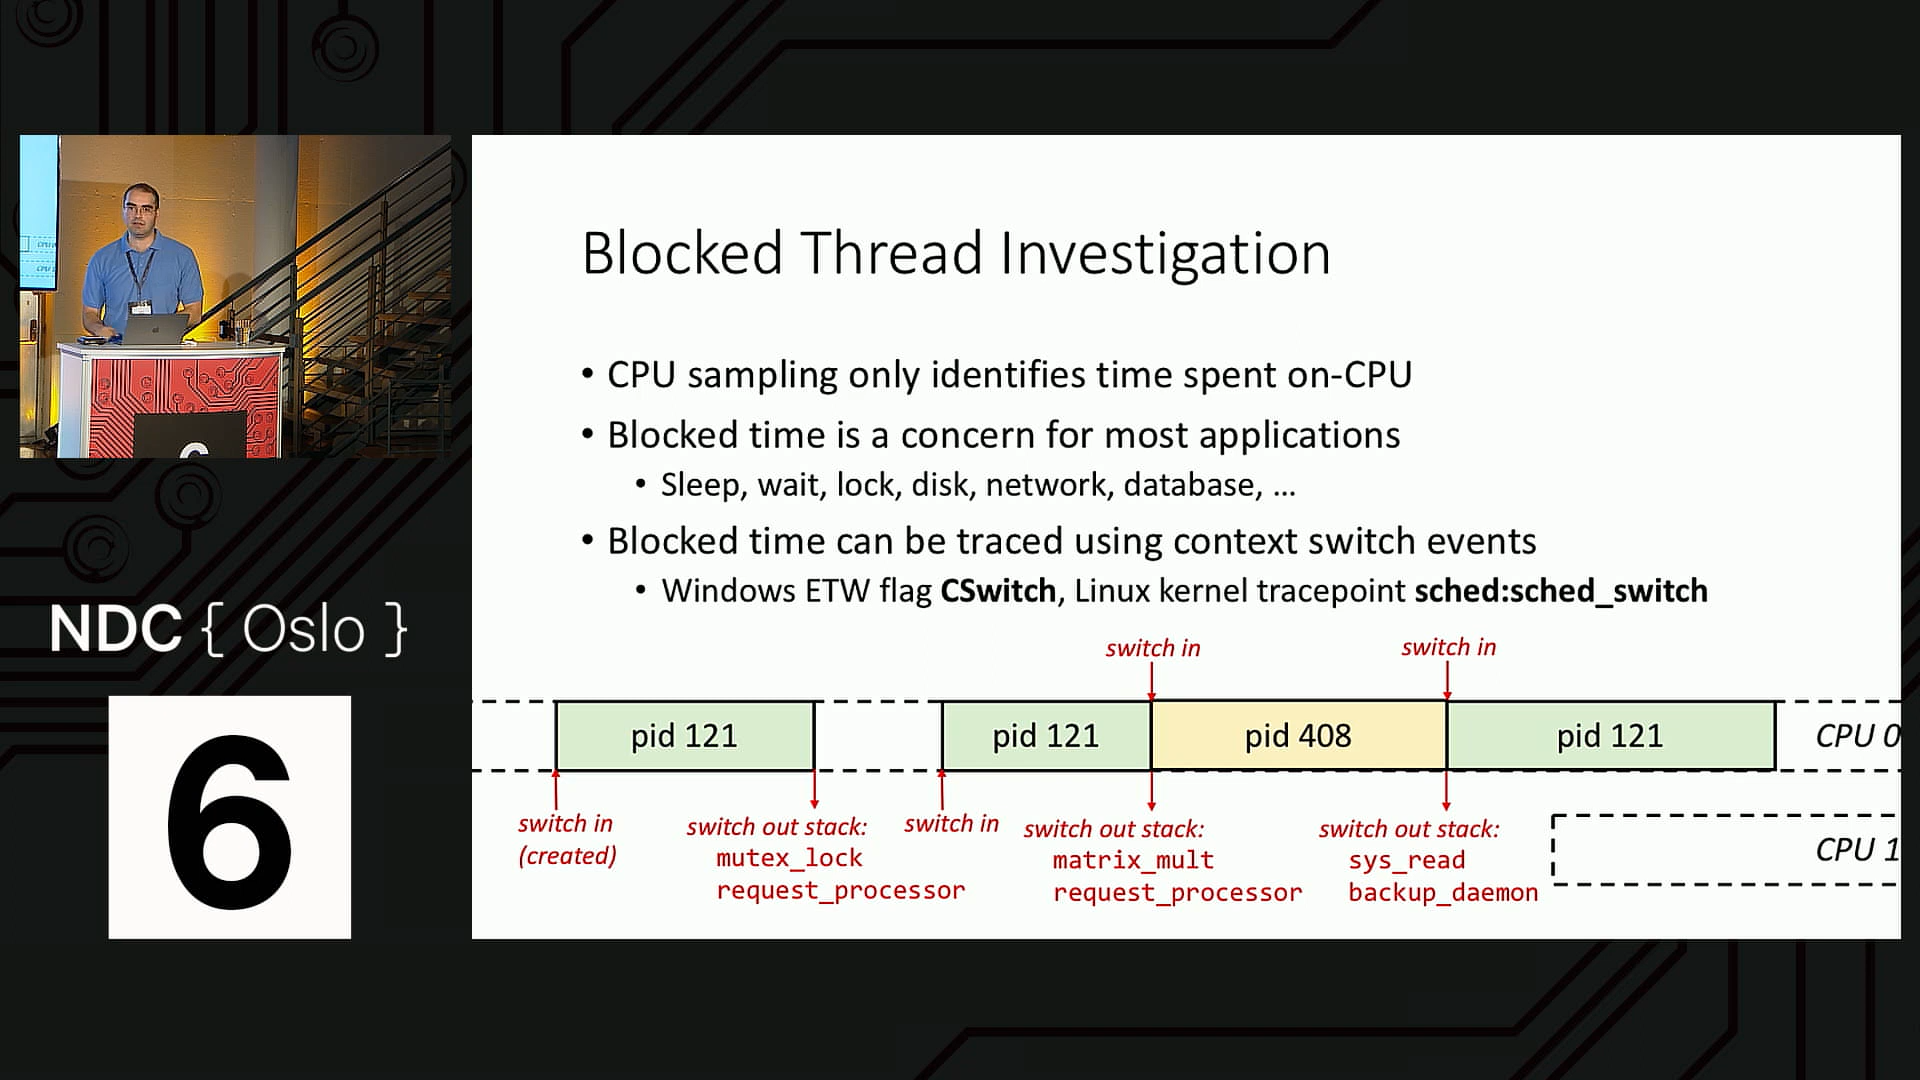 Blocked Thread Investigation
• CPU sampling only identifies time spent on-CPU
• Blocked time is a concern for most applications
• Sleep, wait, lock, disk, network, database, ...
• Blocked time can be traced using context switch events
• Windows ETW flag CSwitch, Linux kernel tracepoint sched:sched_switch
NDC { Oslo }
6
switch in
switch in
pid 121
pid 121
pid 408
pid 121
CPU 0
switch in
(created)
switch out stack:
mutex_lock
request_processor
switch in
switch out stack:
matrix_mult
request_processor
switch out stack:
sys_read
backup_daemon
CPU 1